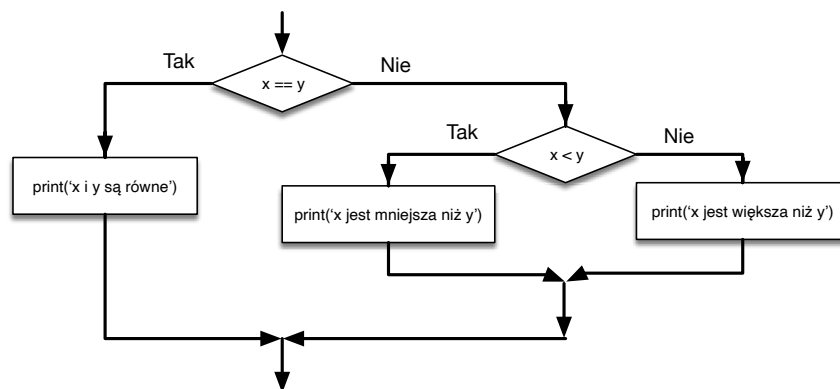 Tak
x == y
Nie
Tak
x < y
Nie
print(‘x i y są równe’)
print(‘x jest mniejsza niż y’)
print(‘x jest większa niż y’)